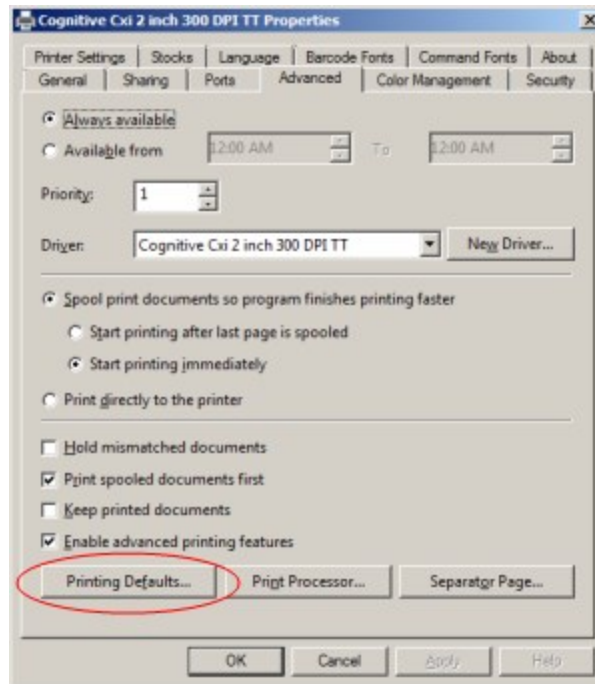 Cognitive Cxi 2 inch 300 DPI TT Properties
Printer Settings Stocks Language Barcode Fonts Command Fonts About
General Sharing Ports Advanced Color Management Security
Always available
Available from 12:00 AM To 12:00 AM
Priority: 1
Driver: Cognitive Cxi 2 inch 300 DPI TT New Driver...
Spool print documents so program finishes printing faster
Start printing after last page is spooled
Start printing immediately
Print directly to the printer
Hold mismatched documents
Print spooled documents first
Keep printed documents
Enable advanced printing features
Printing Defaults... Print Processor... Separator Page...
OK Cancel Apply Help